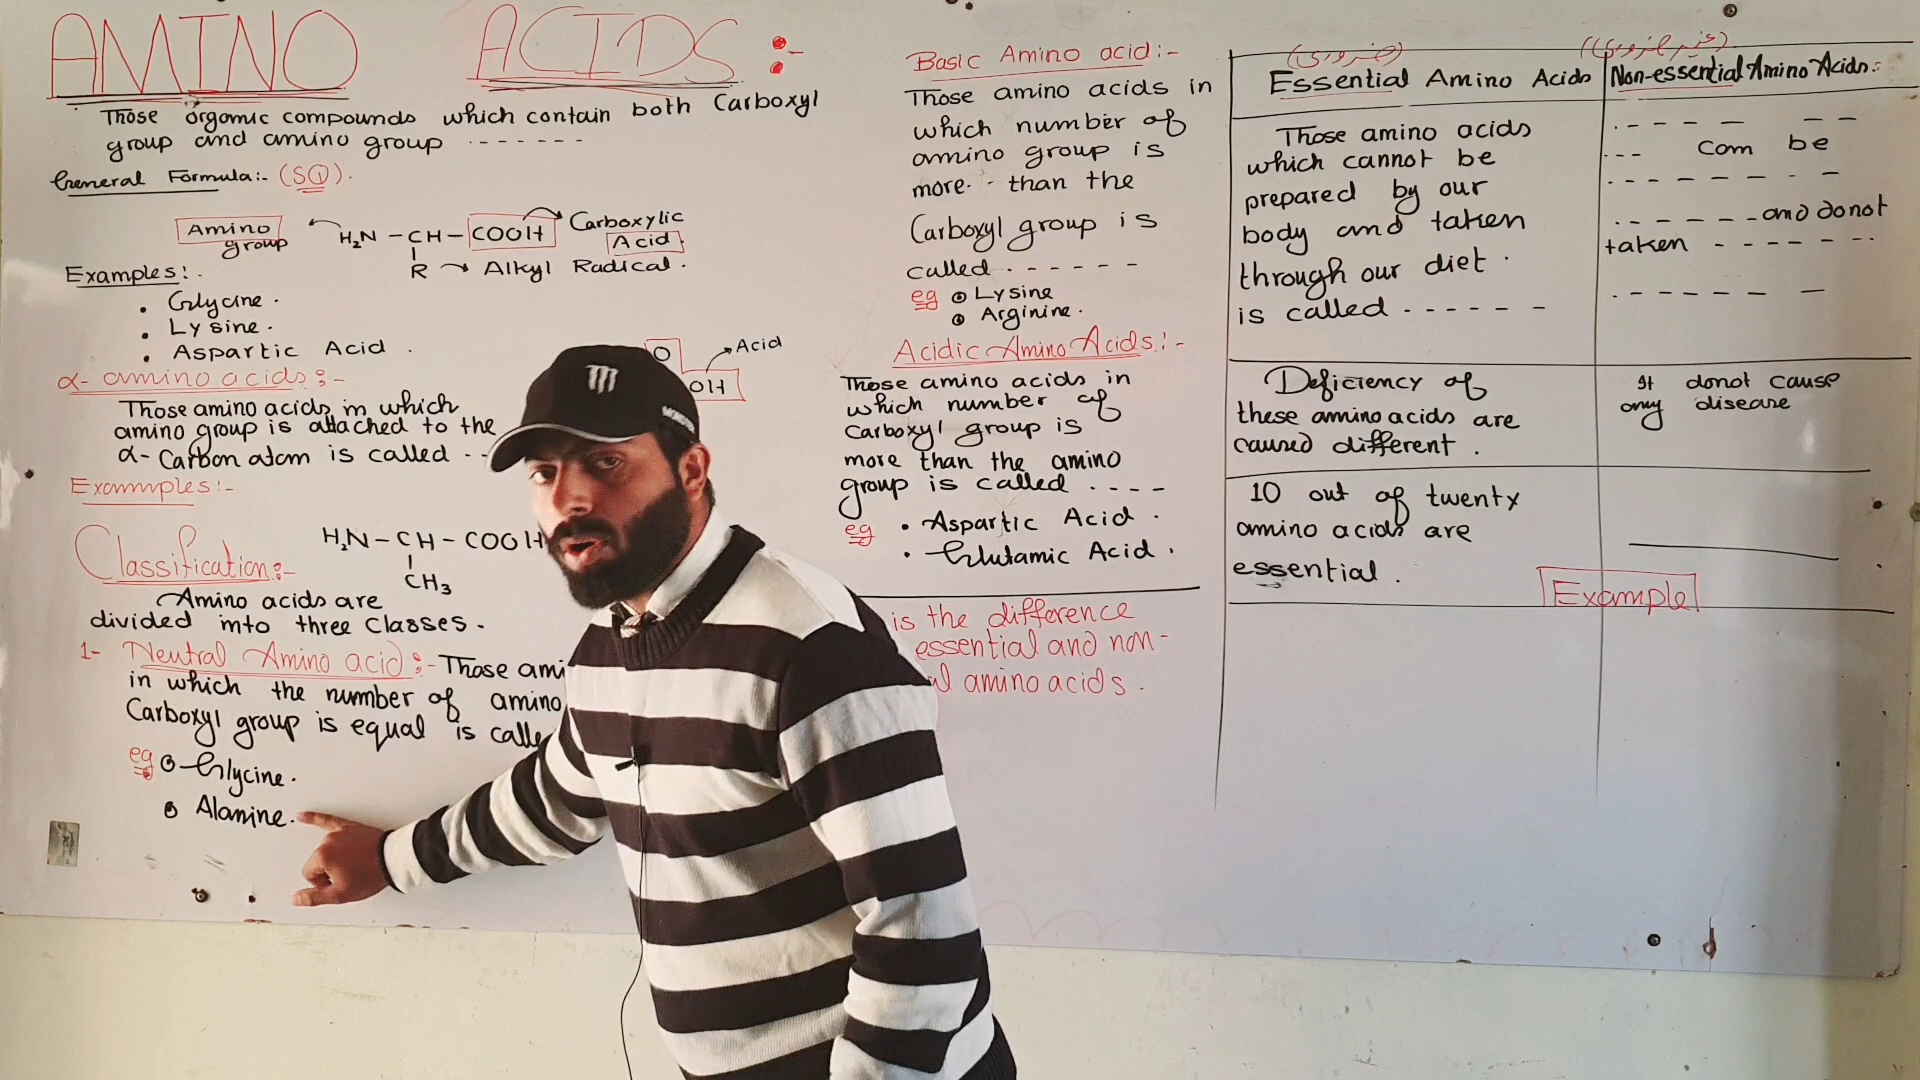 AMINO ACIDS :-
Those orgamic compounds which contain both Carboxyl
group and amino group -------
General Formula:- (SQ).
Amino
group
H₂N - CH - COOH
Carboxylic
Acid
R → Alkyl Radical.
Examples:.
• Glycine.
• Lysine.
• Aspartic Acid.
α- amino acids:-
Those amino acids in which
amino group is attached to the
α- Carbon atom is called --
Exammples:-
O
OH
Acid
H₂N - CH - COOH
CH₃
Classification:-
Amino acids are
divided into three Classes.
1- Neutral Amino acid:- Those ami
in which the number of amino
Carboxyl group is equal is calle
eg Glycine.
Alanine.
Basic Amino acid:-
Those amino acids in
which number of
amino group is
more than the
Carboxyl group is
called ------
eg Lysine
Arginine.
Acidic Amino Acids:-
Those amino acids in
which number of
Carboxyl group is
more than the amino
group is called ----
eg • Aspartic Acid.
• Glutamic Acid.
is the difference
essential and non-
al amino acids.
(ضروری)
Essential Amino Acids
Those amino acids
which cannot be
prepared by our
body and taken
through our diet.
is called ------
Deficiency of
these amino acids are
caused different.
10 out of twenty
amino acids are
essential.
(غیر ضروری)
Non-essential Amino Acids:
---- --
--- can be
------- -
------ and donot
taken ------
------ -
It donot cause
any disease
Example